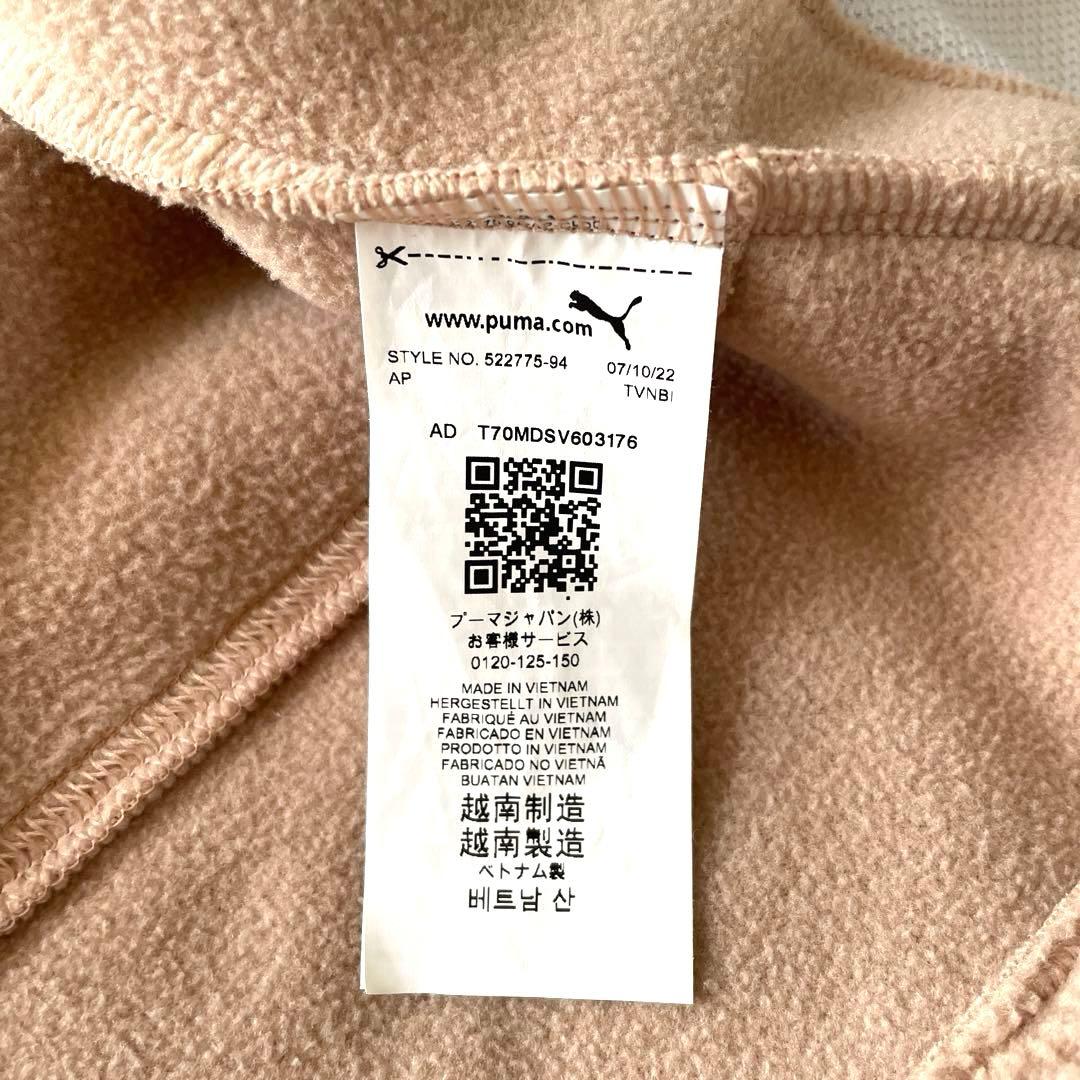 www.puma.com
STYLE NO. 522775-94 07/10/22
AP TVNBI
AD T70MDSV603176
プーマジャパン(株)
お客様サービス
0120-125-150
MADE IN VIETNAM
HERGESTELLT IN VIETNAM
FABRIQUÉ AU VIETNAM
FABRICADO EN VIETNAM
PRODOTTO IN VIETNAM
FABRICADO NO VIETNÃ
BUATAN VIETNAM
越南制造
越南製造
ベトナム製
베트남 산